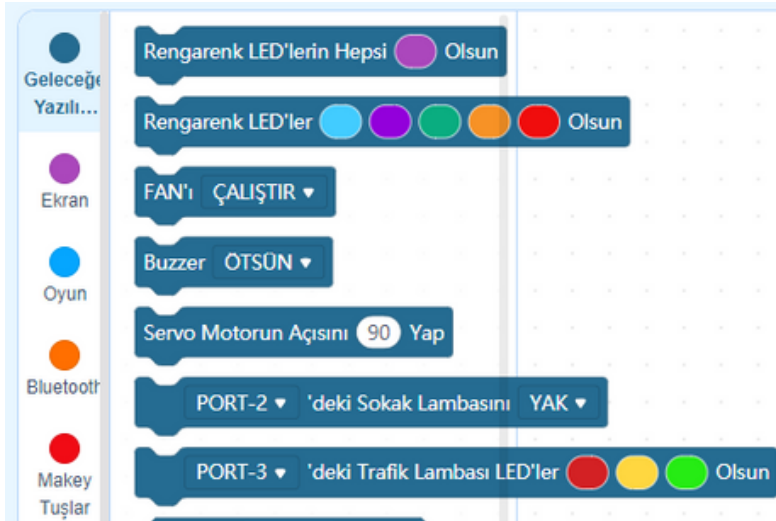 Geleceğe
Yazılı...
Ekran
Oyun
Bluetooth
Makey
Tuşlar
Rengarenk LED'lerin Hepsi Olsun
Rengarenk LED'ler Olsun
FAN'ı ÇALIŞTIR
Buzzer ÖTSÜN
Servo Motorun Açısını 90 Yap
PORT-2 'deki Sokak Lambasını YAK
PORT-3 'deki Trafik Lambası LED'ler Olsun